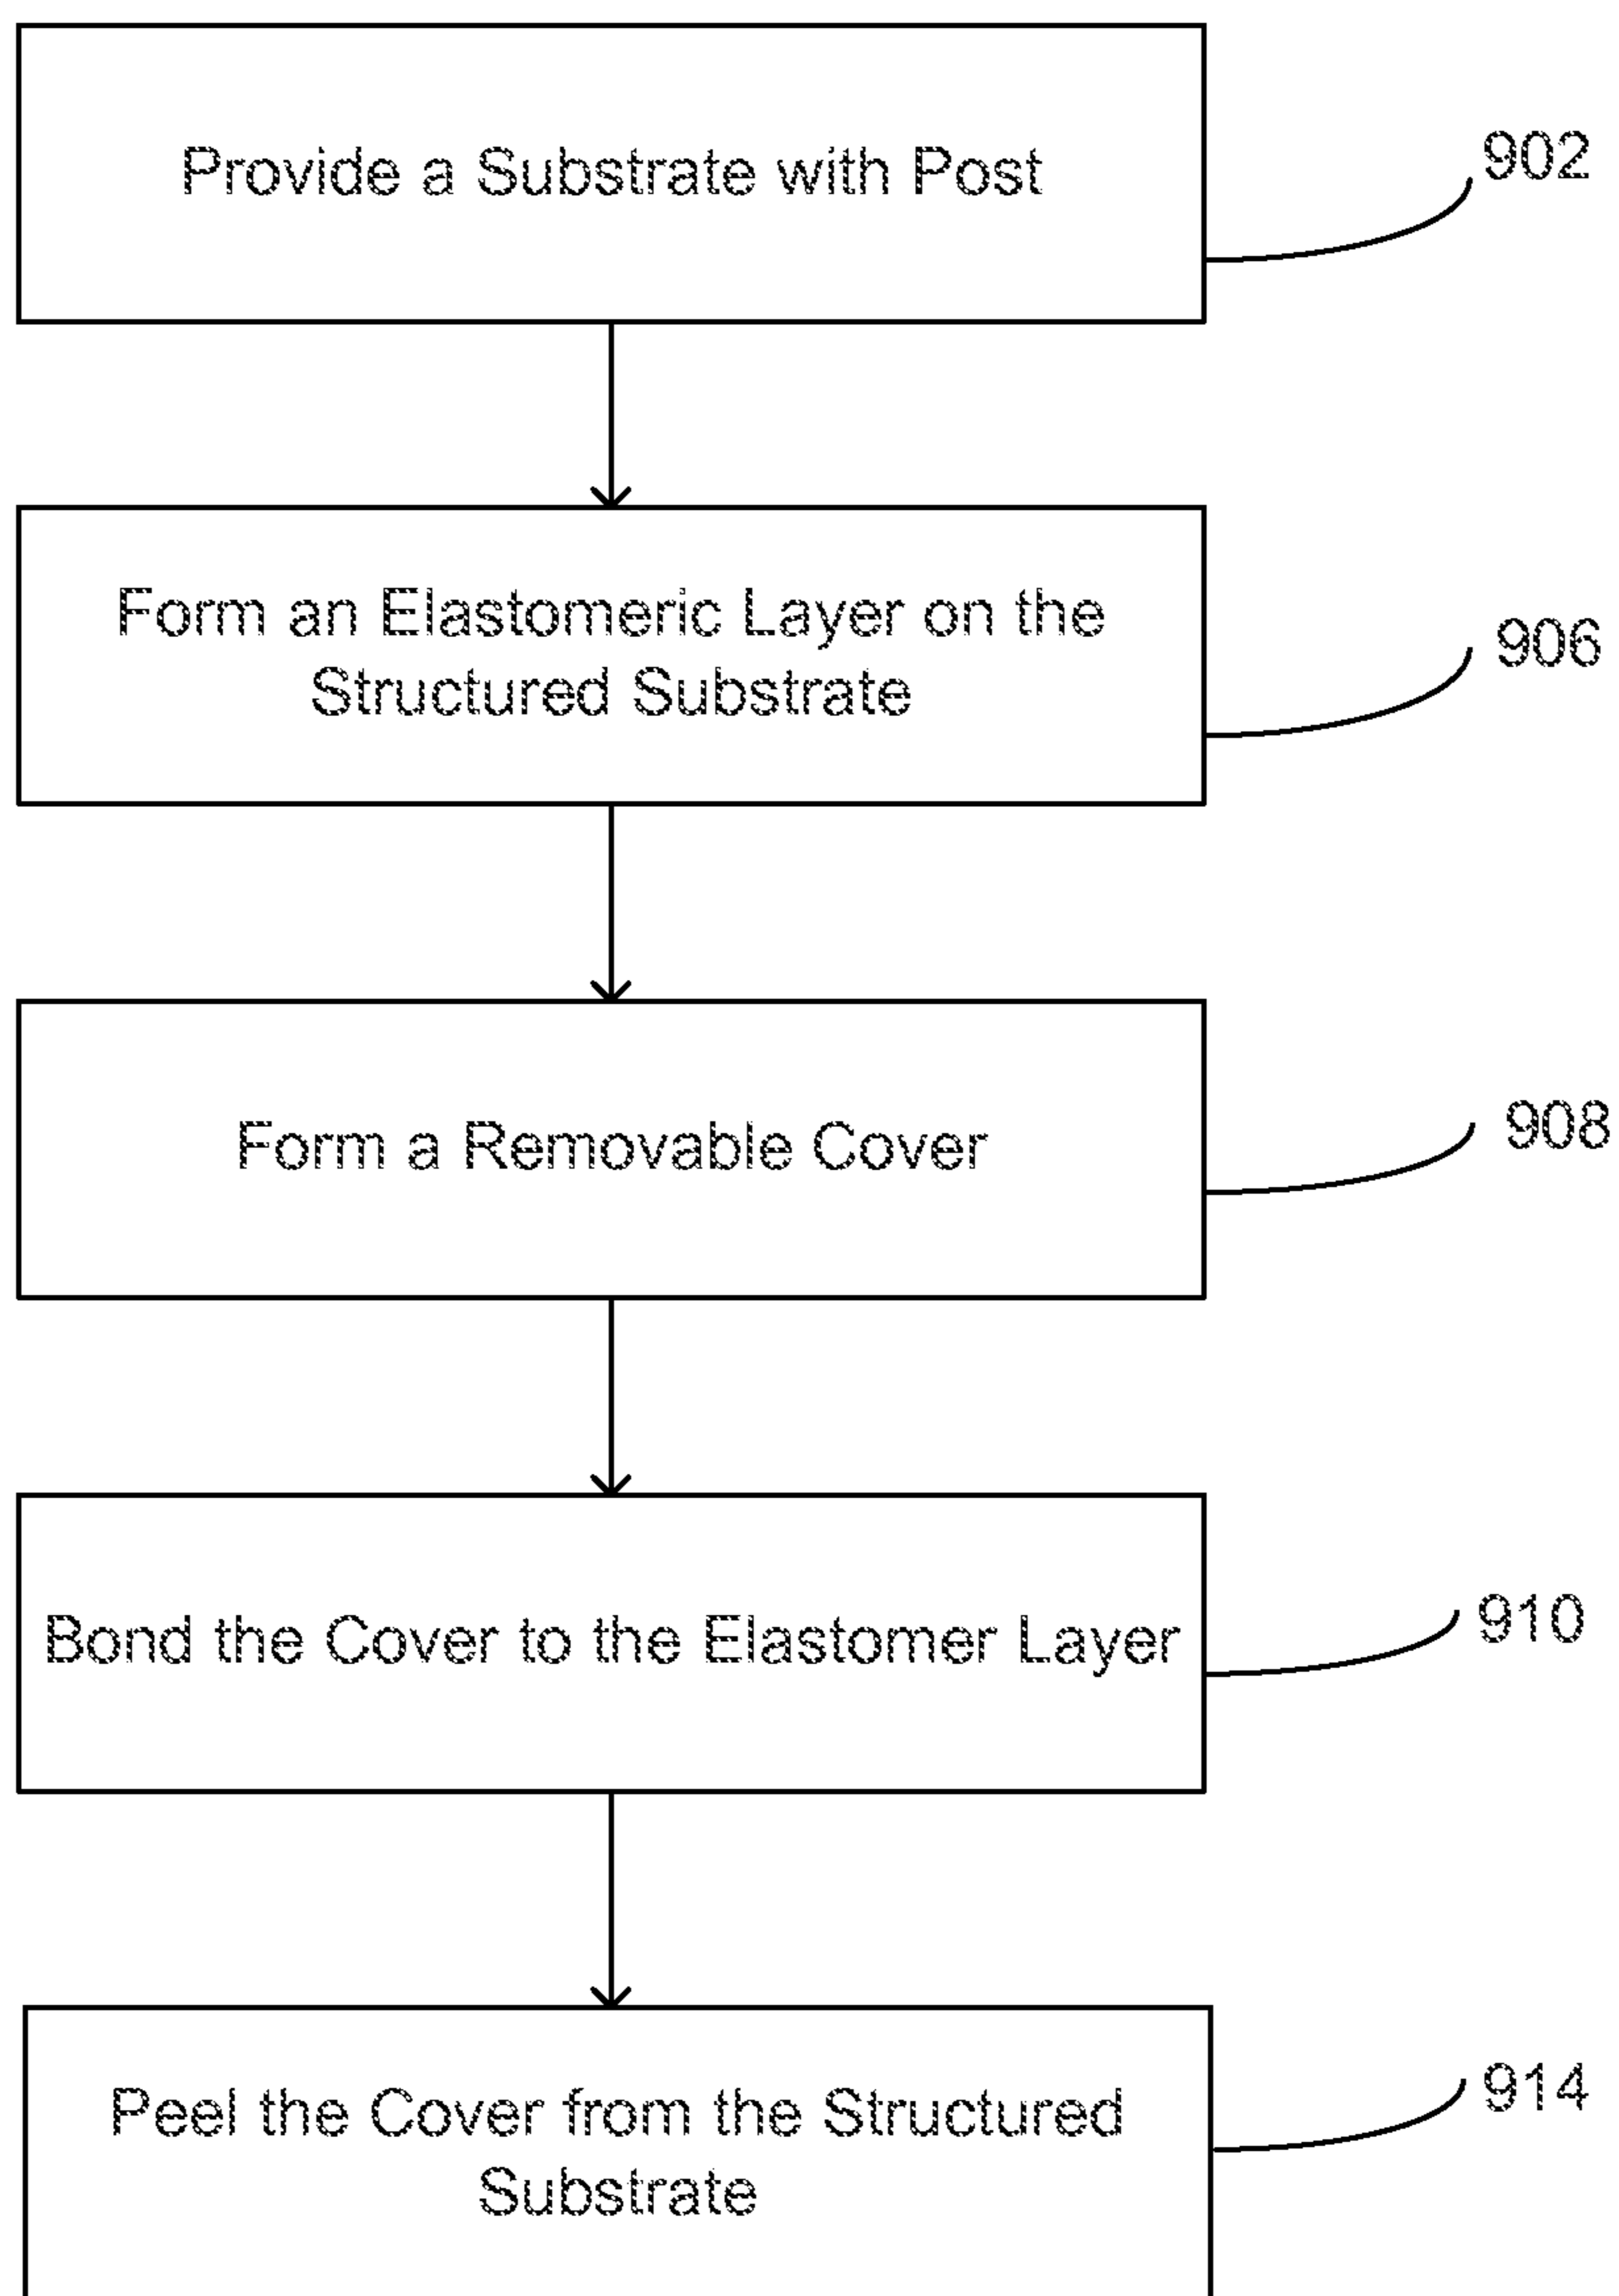 Provide a Substrate with Post
902
Form an Elastomeric Layer on the
Structured Substrate
906
Form a Removable Cover
908
Bond the Cover to the Elastomer Layer
910
Peel the Cover from the Structured
Substrate
914